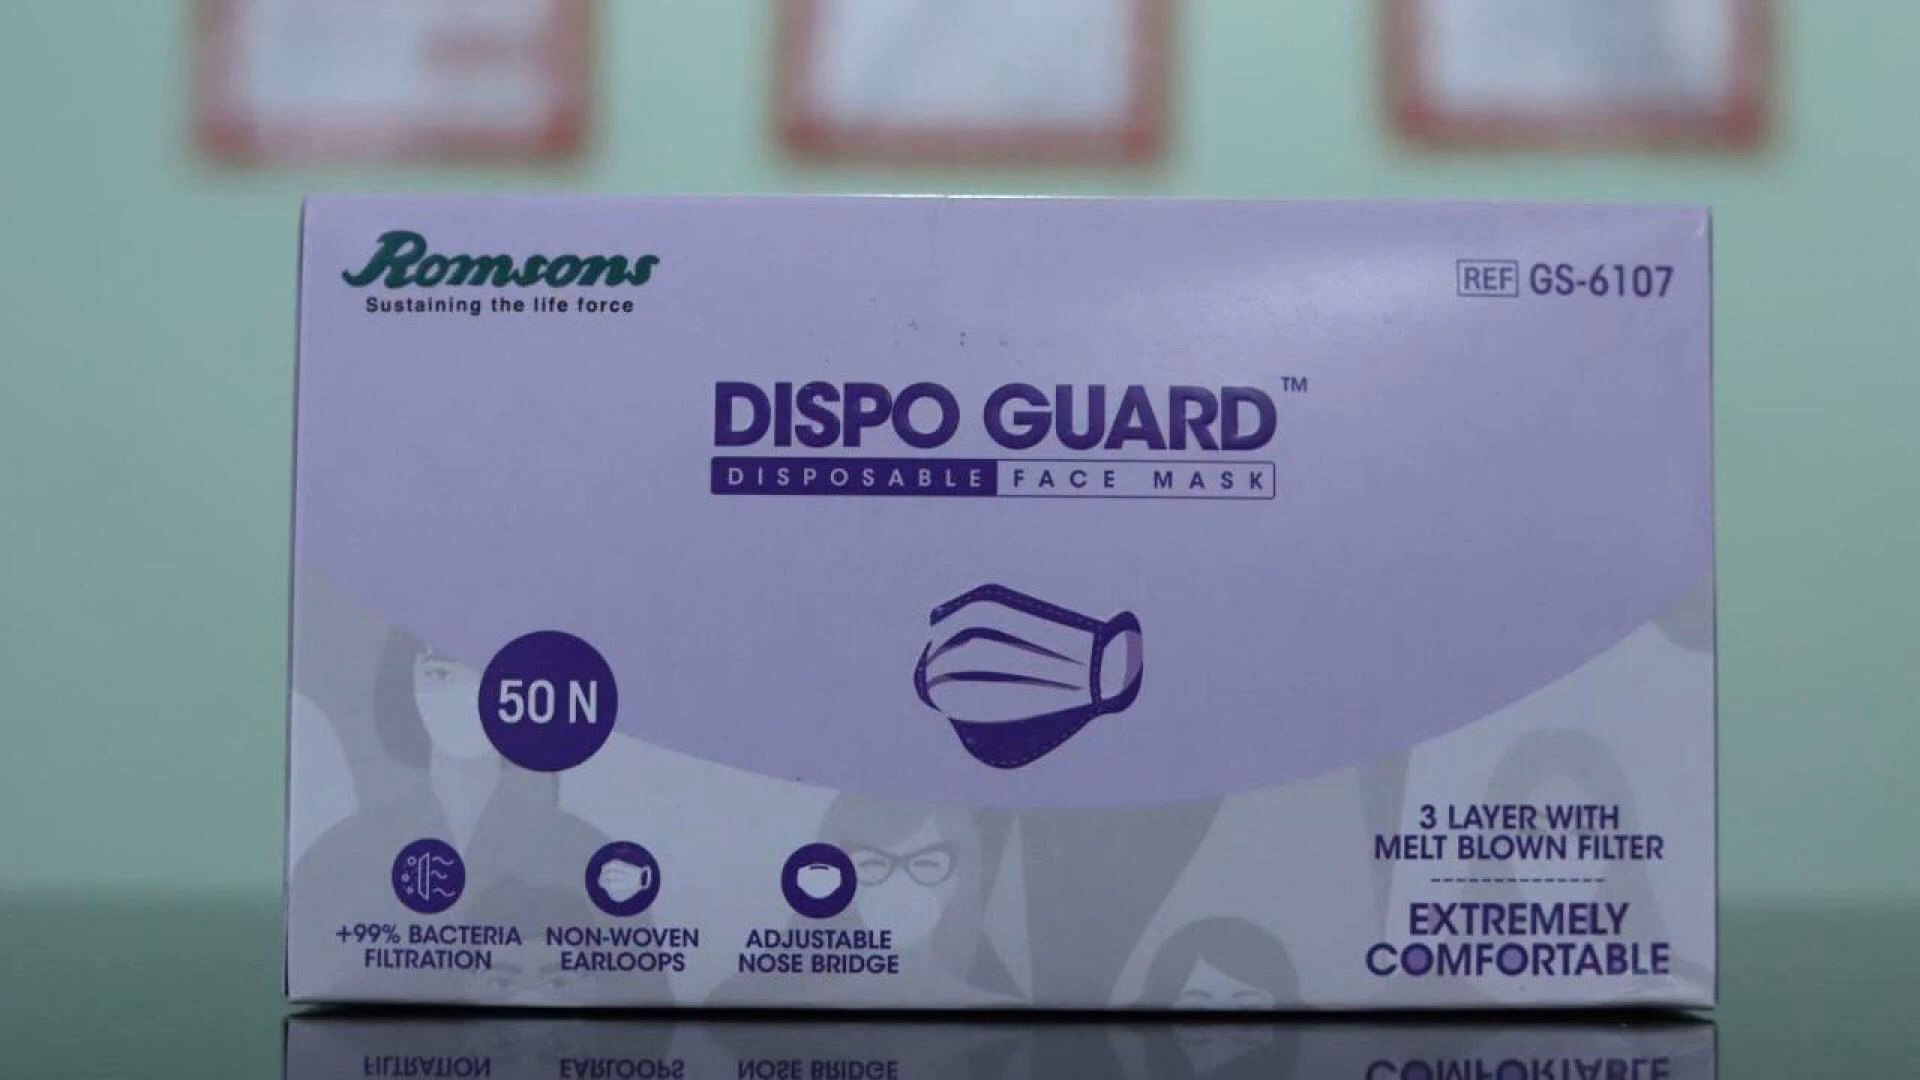 Romsons
Sustaining the life force
REF GS-6107
DISPO GUARD™
DISPOSABLE FACE MASK
50 N
+99% BACTERIA
FILTRATION
NON-WOVEN
EARLOOPS
ADJUSTABLE
NOSE BRIDGE
3 LAYER WITH
MELT BLOWN FILTER
EXTREMELY
COMFORTABLE